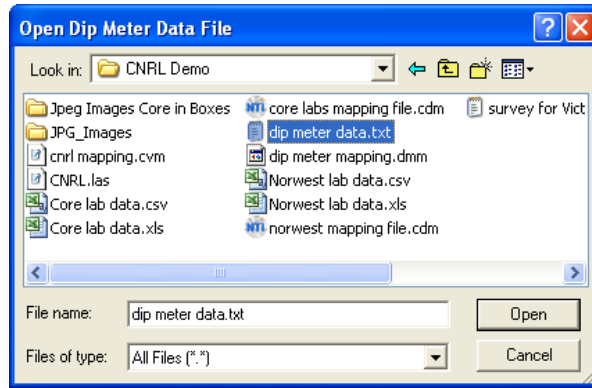 Open Dip Meter Data File
Look in: CNRL Demo
Jpeg Images Core in Boxes
JPG_Images
cnrl mapping.cvm
CNRL.las
Core lab data.csv
Core lab data.xls
NTI core labs mapping file.cdm
dip meter data.txt
dip meter mapping.dmm
Norwest lab data.csv
Norwest lab data.xls
NTI norwest mapping file.cdm
survey for Vict
File name: dip meter data.txt Open
Files of type: All Files (*.*) Cancel